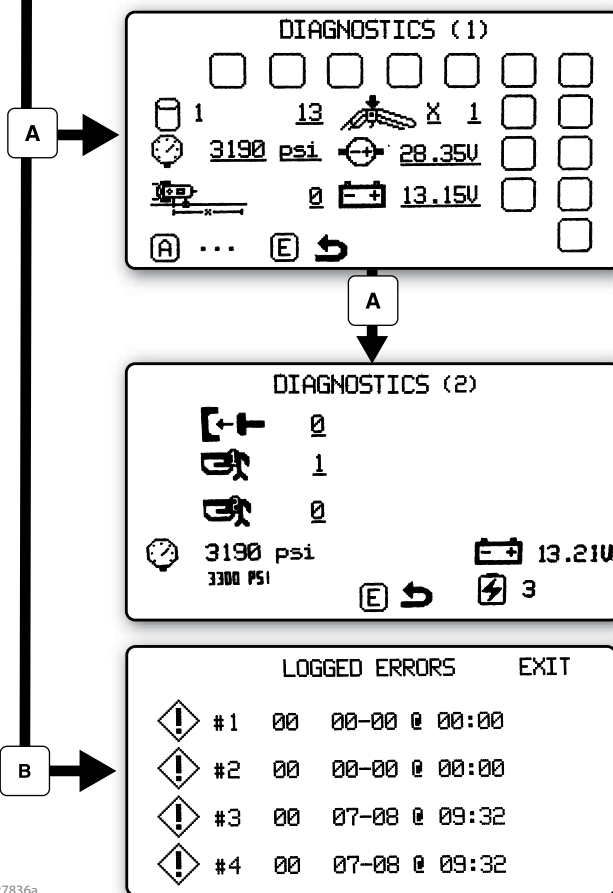 DIAGNOSTICS (1)
1 13 X 1
A
3190 psi 28.35V
0 13.15V
A ... E
A
DIAGNOSTICS (2)
0
1
0
3190 psi 13.21V
3300 PSI
E 3
LOGGED ERRORS EXIT
#1 00 00-00 @ 00:00
B
#2 00 00-00 @ 00:00
#3 00 07-08 @ 09:32
#4 00 07-08 @ 09:32
7836a